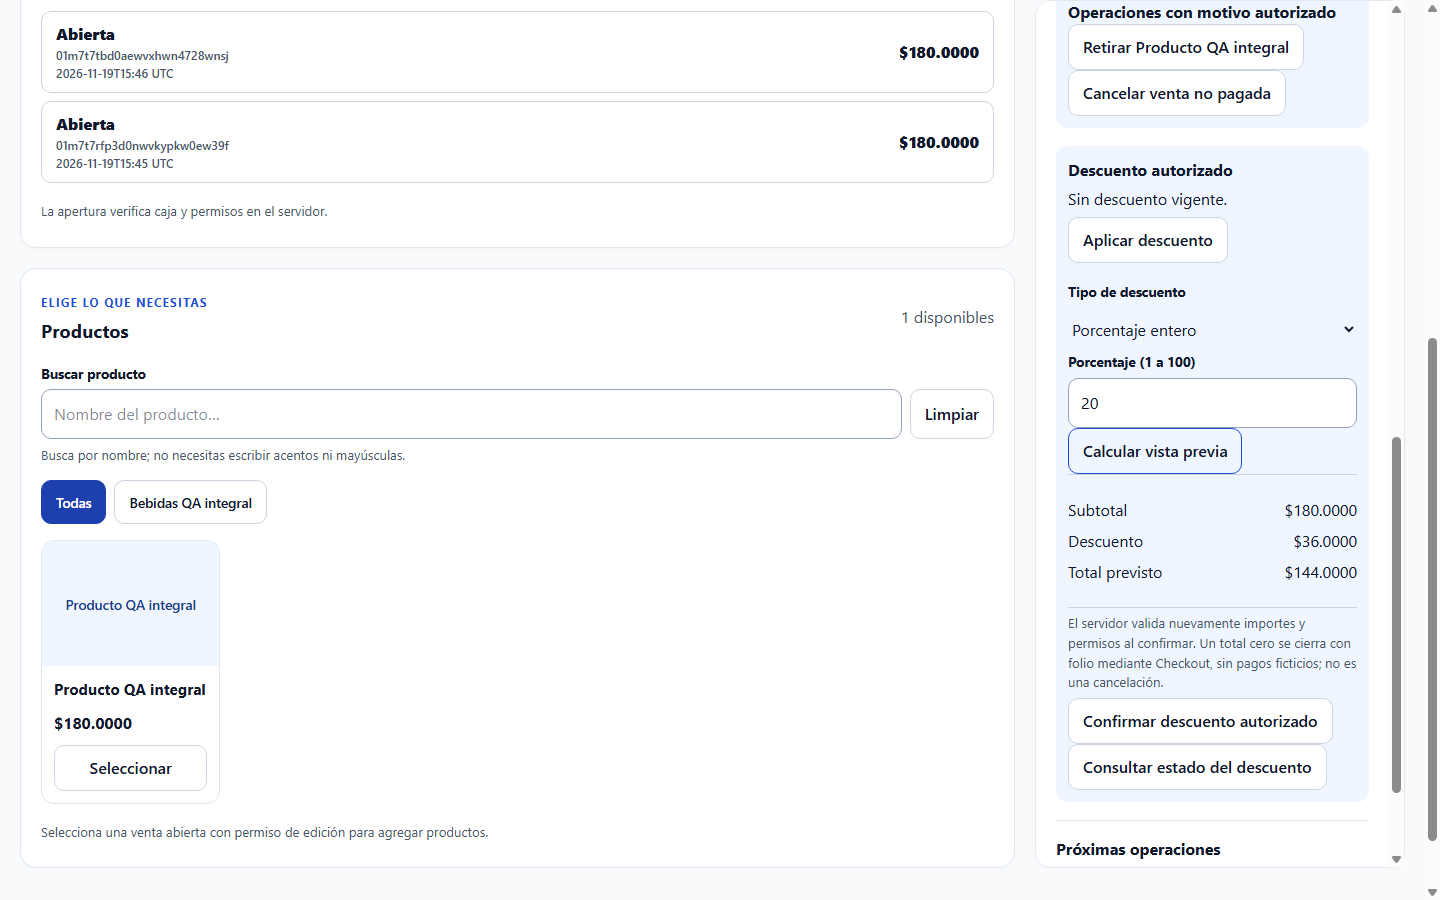 Abierta
01m7t7tbd0aewvxhwn4728wnsj
2026-11-19T15:46 UTC
$180.0000
Abierta
01m7t7rfp3d0nwvkypkw0ew39f
2026-11-19T15:45 UTC
$180.0000
La apertura verifica caja y permisos en el servidor.
ELIGE LO QUE NECESITAS
Productos
1 disponibles
Buscar producto
Nombre del producto...
Limpiar
Busca por nombre; no necesitas escribir acentos ni mayúsculas.
Todas
Bebidas QA integral
Producto QA integral
Producto QA integral
$180.0000
Seleccionar
Selecciona una venta abierta con permiso de edición para agregar productos.
Operaciones con motivo autorizado
Retirar Producto QA integral
Cancelar venta no pagada
Descuento autorizado
Sin descuento vigente.
Aplicar descuento
Tipo de descuento
Porcentaje entero
Porcentaje (1 a 100)
20
Calcular vista previa
Subtotal $180.0000
Descuento $36.0000
Total previsto $144.0000
El servidor valida nuevamente importes y
permisos al confirmar. Un total cero se cierra con
folio mediante Checkout, sin pagos ficticios; no es
una cancelación.
Confirmar descuento autorizado
Consultar estado del descuento
Próximas operaciones